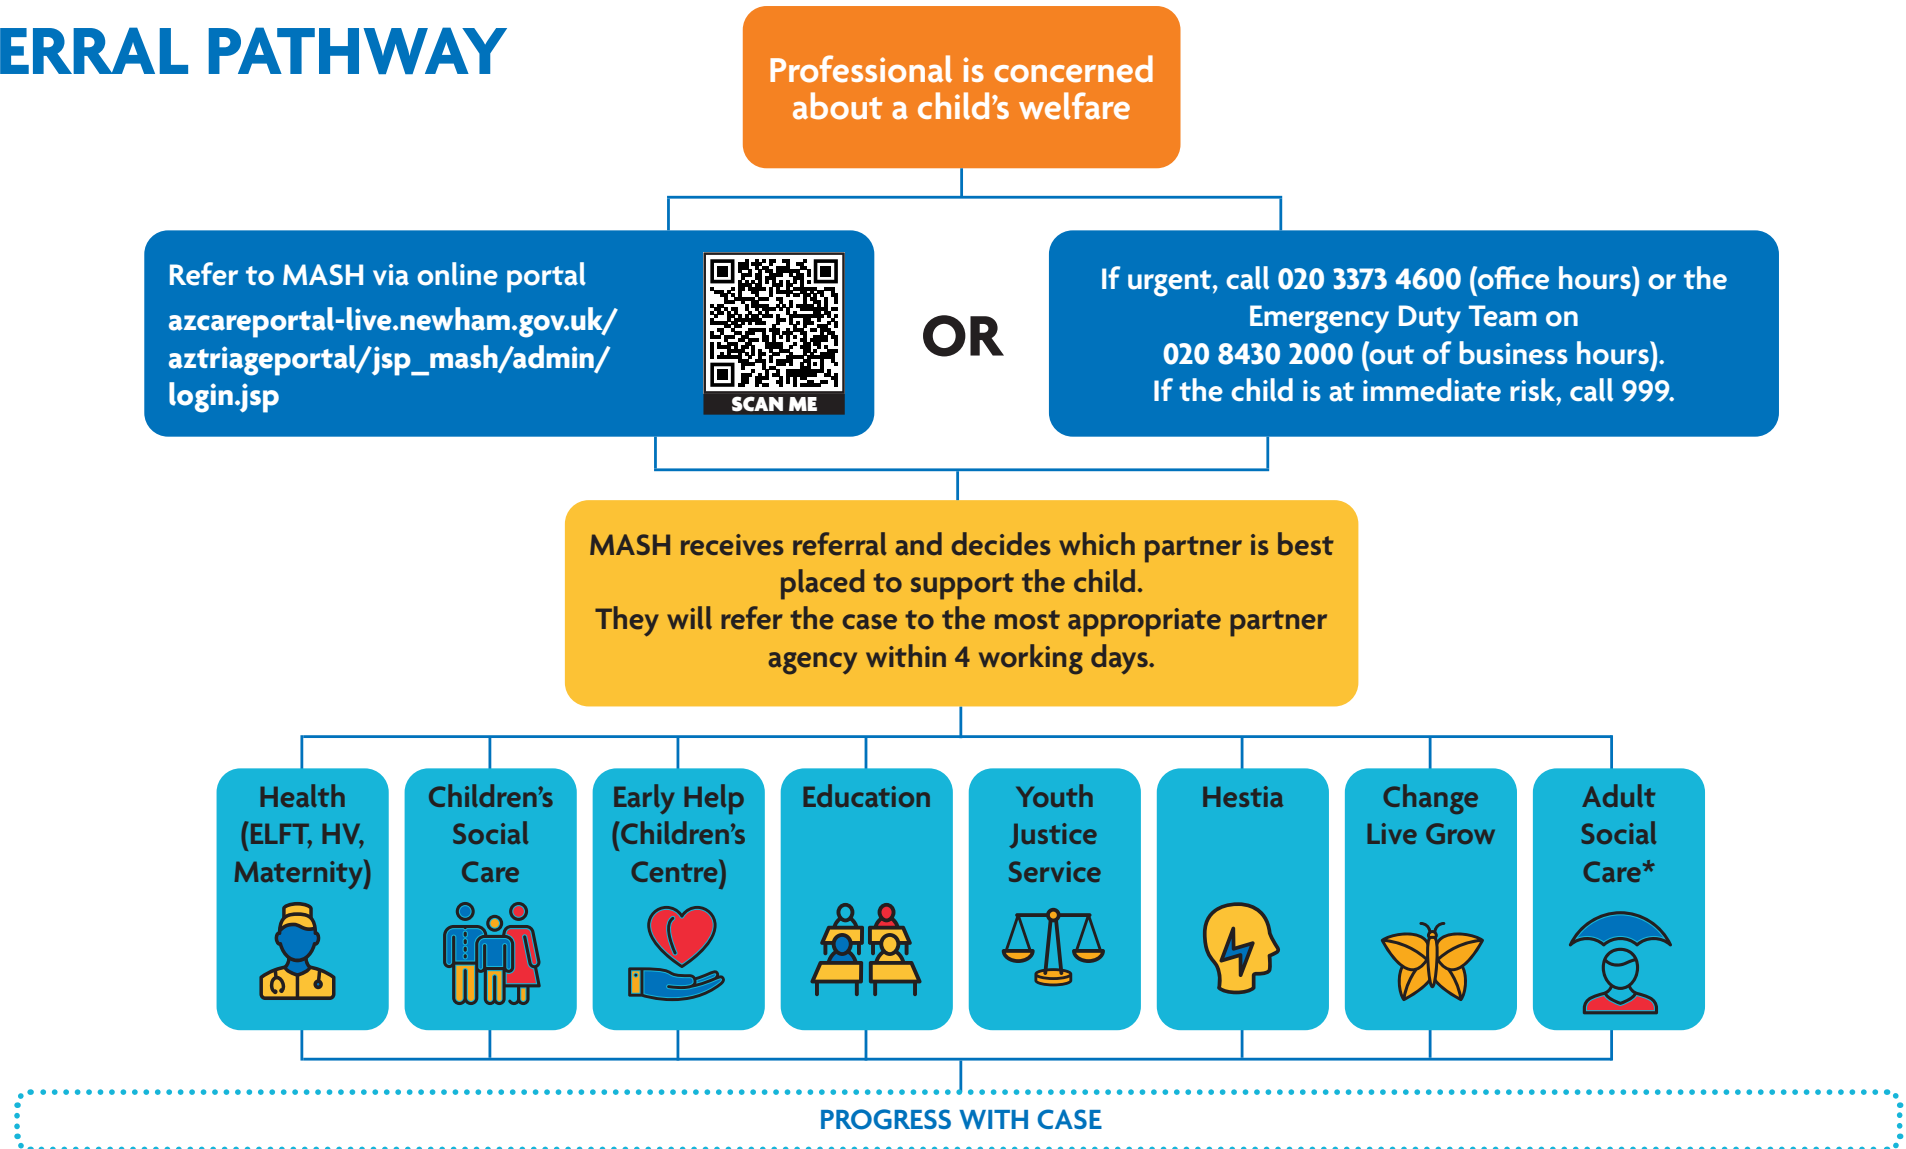 ERRAL PATHWAY
Professional is concerned
about a child’s welfare
Refer to MASH via online portal
azcareportal-live.newham.gov.uk/
aztriageportal/jsp_mash/admin/
login.jsp
SCAN ME
OR
If urgent, call 020 3373 4600 (office hours) or the
Emergency Duty Team on
020 8430 2000 (out of business hours).
If the child is at immediate risk, call 999.
MASH receives referral and decides which partner is best
placed to support the child.
They will refer the case to the most appropriate partner
agency within 4 working days.
Health
(ELFT, HV,
Maternity)
Children’s
Social
Care
Early Help
(Children’s
Centre)
Education
Youth
Justice
Service
Hestia
Change
Live Grow
Adult
Social
Care*
PROGRESS WITH CASE